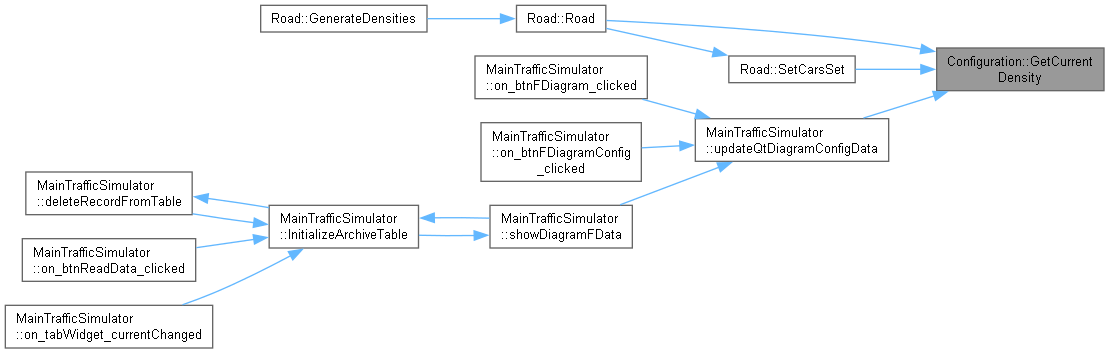 Road::GenerateDensities
Road::Road
Configuration::GetCurrent
Density
Road::SetCarsSet
MainTrafficSimulator
::on_btnFDiagram_clicked
MainTrafficSimulator
::updateQtDiagramConfigData
MainTrafficSimulator
::on_btnFDiagramConfig
_clicked
MainTrafficSimulator
::deleteRecordFromTable
MainTrafficSimulator
::InitializeArchiveTable
MainTrafficSimulator
::showDiagramFData
MainTrafficSimulator
::on_btnReadData_clicked
MainTrafficSimulator
::on_tabWidget_currentChanged